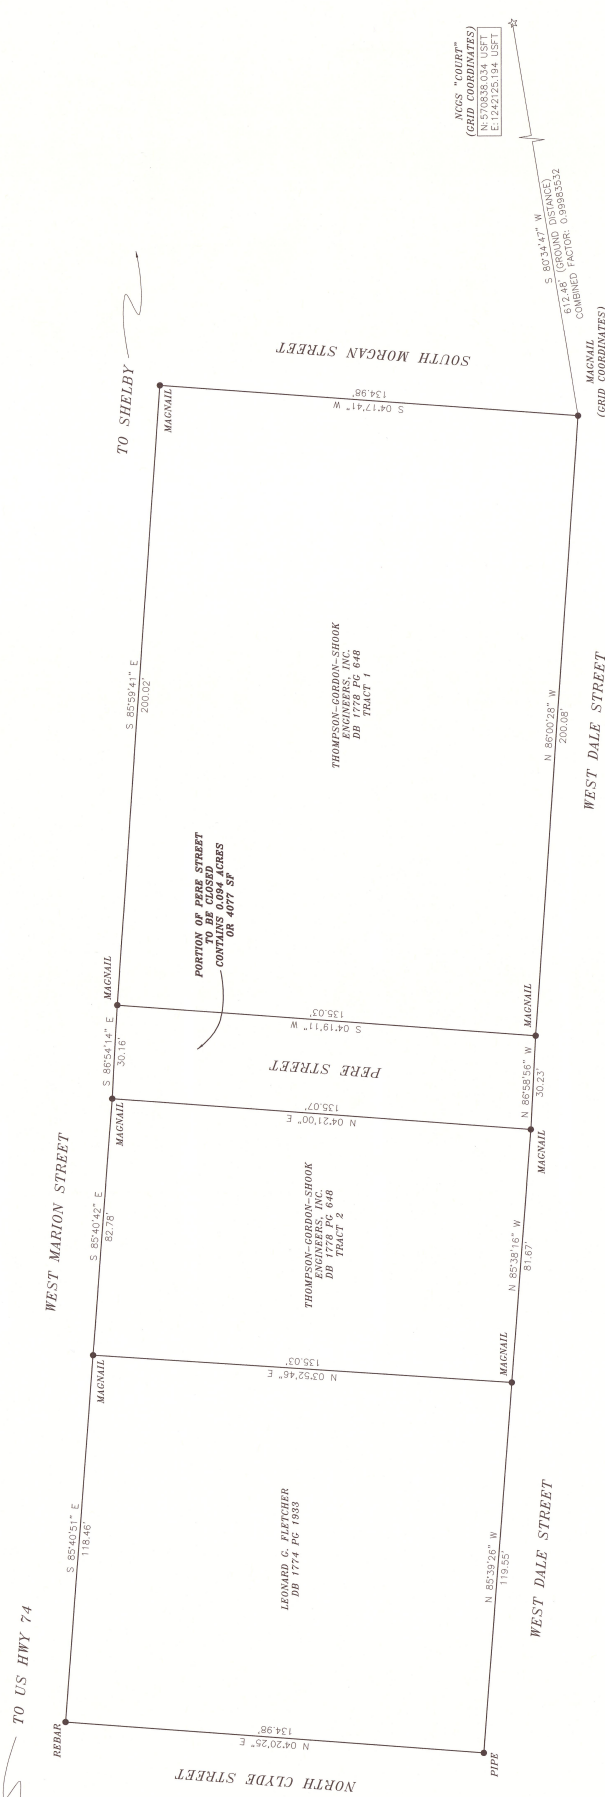 NCGS "COURT"
(GRID COORDINATES)
N: 570838.034 USFT
E: 1242125.194 USFT
S 80°34'47" W
612.48' (GROUND DISTANCE)
COMBINED FACTOR: 0.99983532
MAGNAIL
(GRID COORDINATES)
TO SHELBY
SOUTH MORGAN STREET
MAGNAIL
S 04°17'41" W
134.98'
S 85°59'41" E
200.02'
THOMPSON-GORDON-SHOOK
ENGINEERS, INC.
DB 1778 PG 648
TRACT 1
N 86°00'28" W
200.08'
WEST DALE STREET
PORTION OF PERE STREET
TO BE CLOSED
CONTAINS 0.094 ACRES
OR 4077 SF
MAGNAIL
MAGNAIL
S 04°19'11" W
135.03'
S 86°54'14" E
30.16'
PERE STREET
N 86°58'56" W
30.23'
N 04°21'00" E
135.07'
MAGNAIL
MAGNAIL
WEST MARION STREET
S 85°40'42" E
82.78'
THOMPSON-GORDON-SHOOK
ENGINEERS, INC.
DB 1778 PG 648
TRACT 2
N 85°38'16" W
81.67'
MAGNAIL
MAGNAIL
N 03°52'46" E
135.03'
S 85°40'51" E
118.46'
LEONARD G. FLETCHER
DB 1774 PG 1933
N 85°39'26" W
119.55'
WEST DALE STREET
TO US HWY 74
REBAR
N 04°20'25" E
134.98'
PIPE
NORTH CLYDE STREET